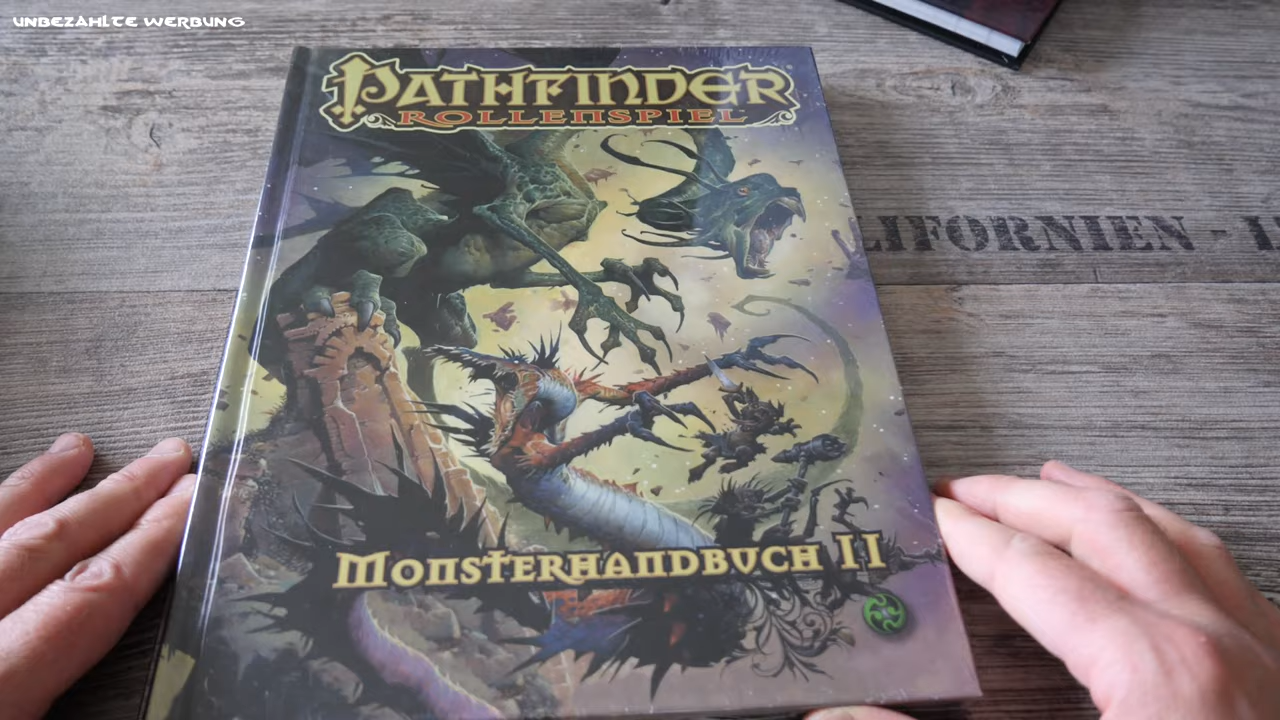 UNBEZAHLTE WERBUNG
PATHFINDER
ROLLENSPIEL
LIFORNIEN - 
MONSTERHANDBUCH II